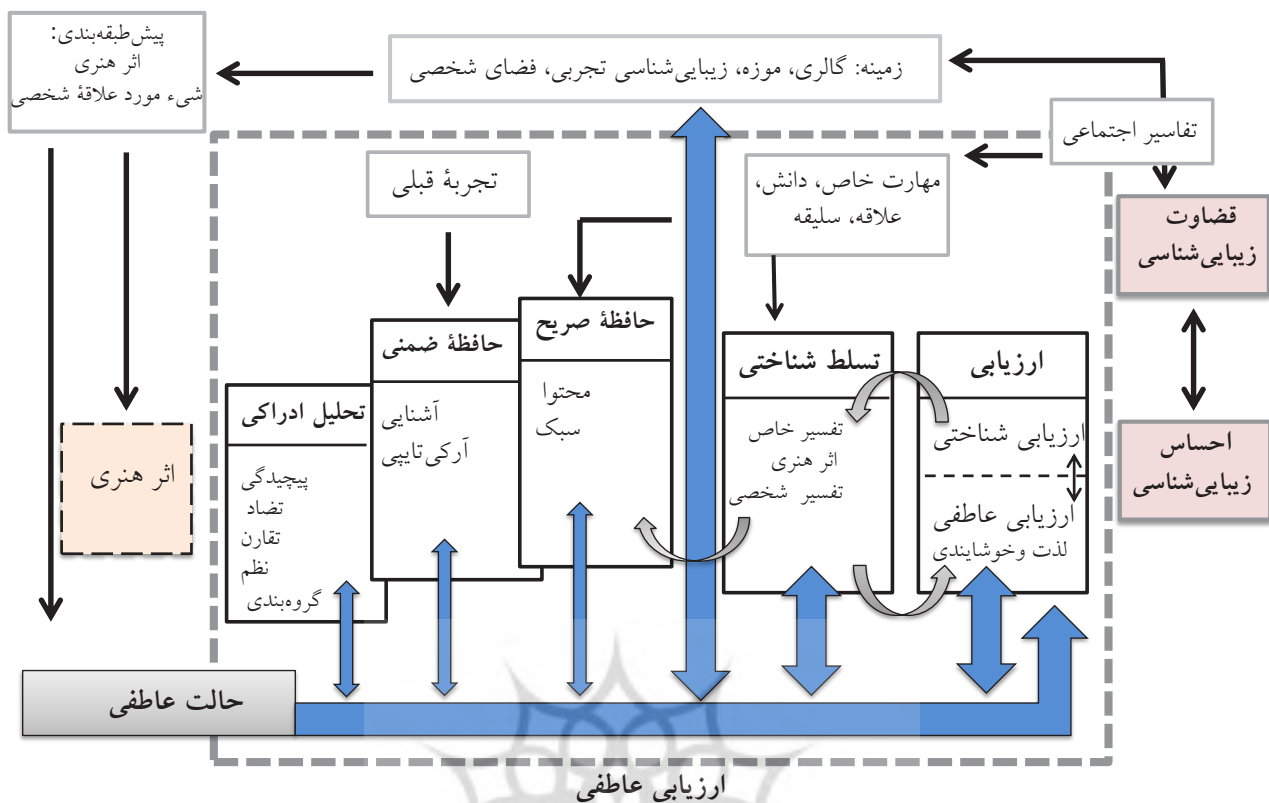 پیش‌طبقه‌بندی:
اثر هنری
شیء مورد علاقهٔ شخصی
زمینه: گالری، موزه، زیبایی‌شناسی تجربی، فضای شخصی
تفاسیر اجتماعی
مهارت خاص، دانش،
علاقه، سلیقه
تجربهٔ قبلی
قضاوت
زیبایی‌شناسی
احساس
زیبایی‌شناسی
ارزیابی
ارزیابی شناختی
ارزیابی عاطفی
لذت وخوشایندی
تسلط شناختی
تفسیر خاص
اثر هنری
تفسیر شخصی
حافظهٔ صریح
محتوا
سبک
حافظهٔ ضمنی
آشنایی
آرکی‌تایپی
تحلیل ادراکی
پیچیدگی
تضاد
تقارن
نظم
گروه‌بندی
اثر هنری
حالت عاطفی
ارزیابی عاطفی